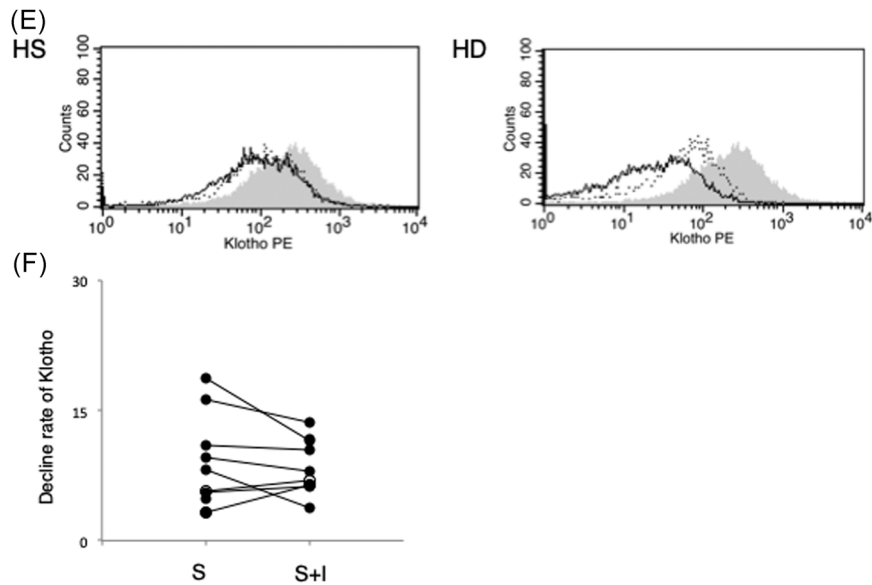 (E)
HS
HD
100
80
60
40
20
0
Counts
10^0 10^1 10^2 10^3 10^4
Klotho PE
100
80
60
40
20
0
Counts
10^0 10^1 10^2 10^3 10^4
Klotho PE
(F)
30
15
0
Decline rate of Klotho
S S+I